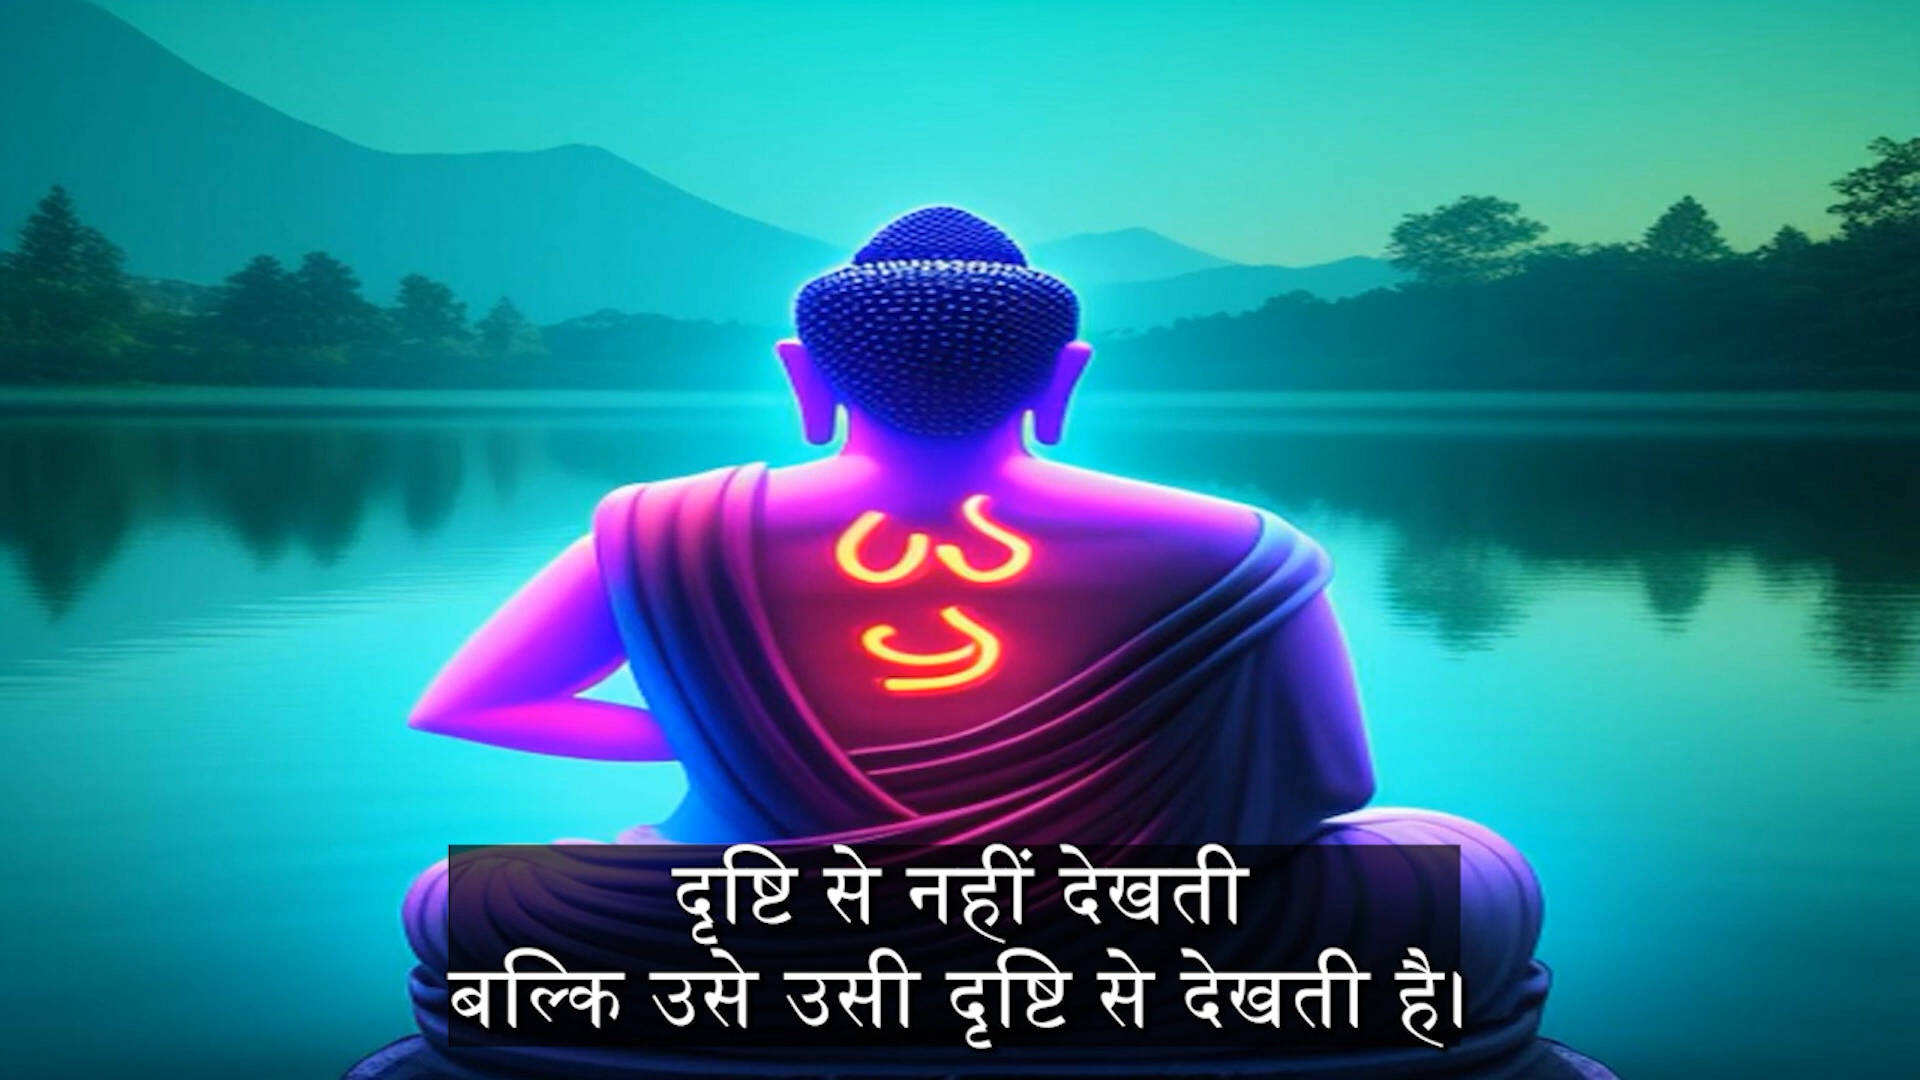 दृष्टि से नहीं देखती
बल्कि उसे उसी दृष्टि से देखती है।